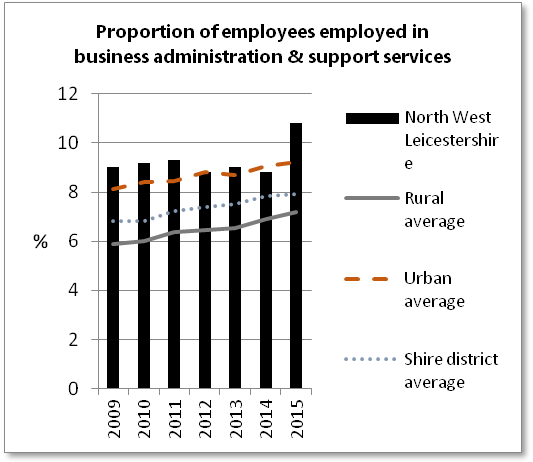 Proportion of employees employed in
business administration & support services
12
10
8
6
4
2
0
%
2009
2010
2011
2012
2013
2014
2015
North West
Leicestershir
e
Rural
average
Urban
average
Shire district
average